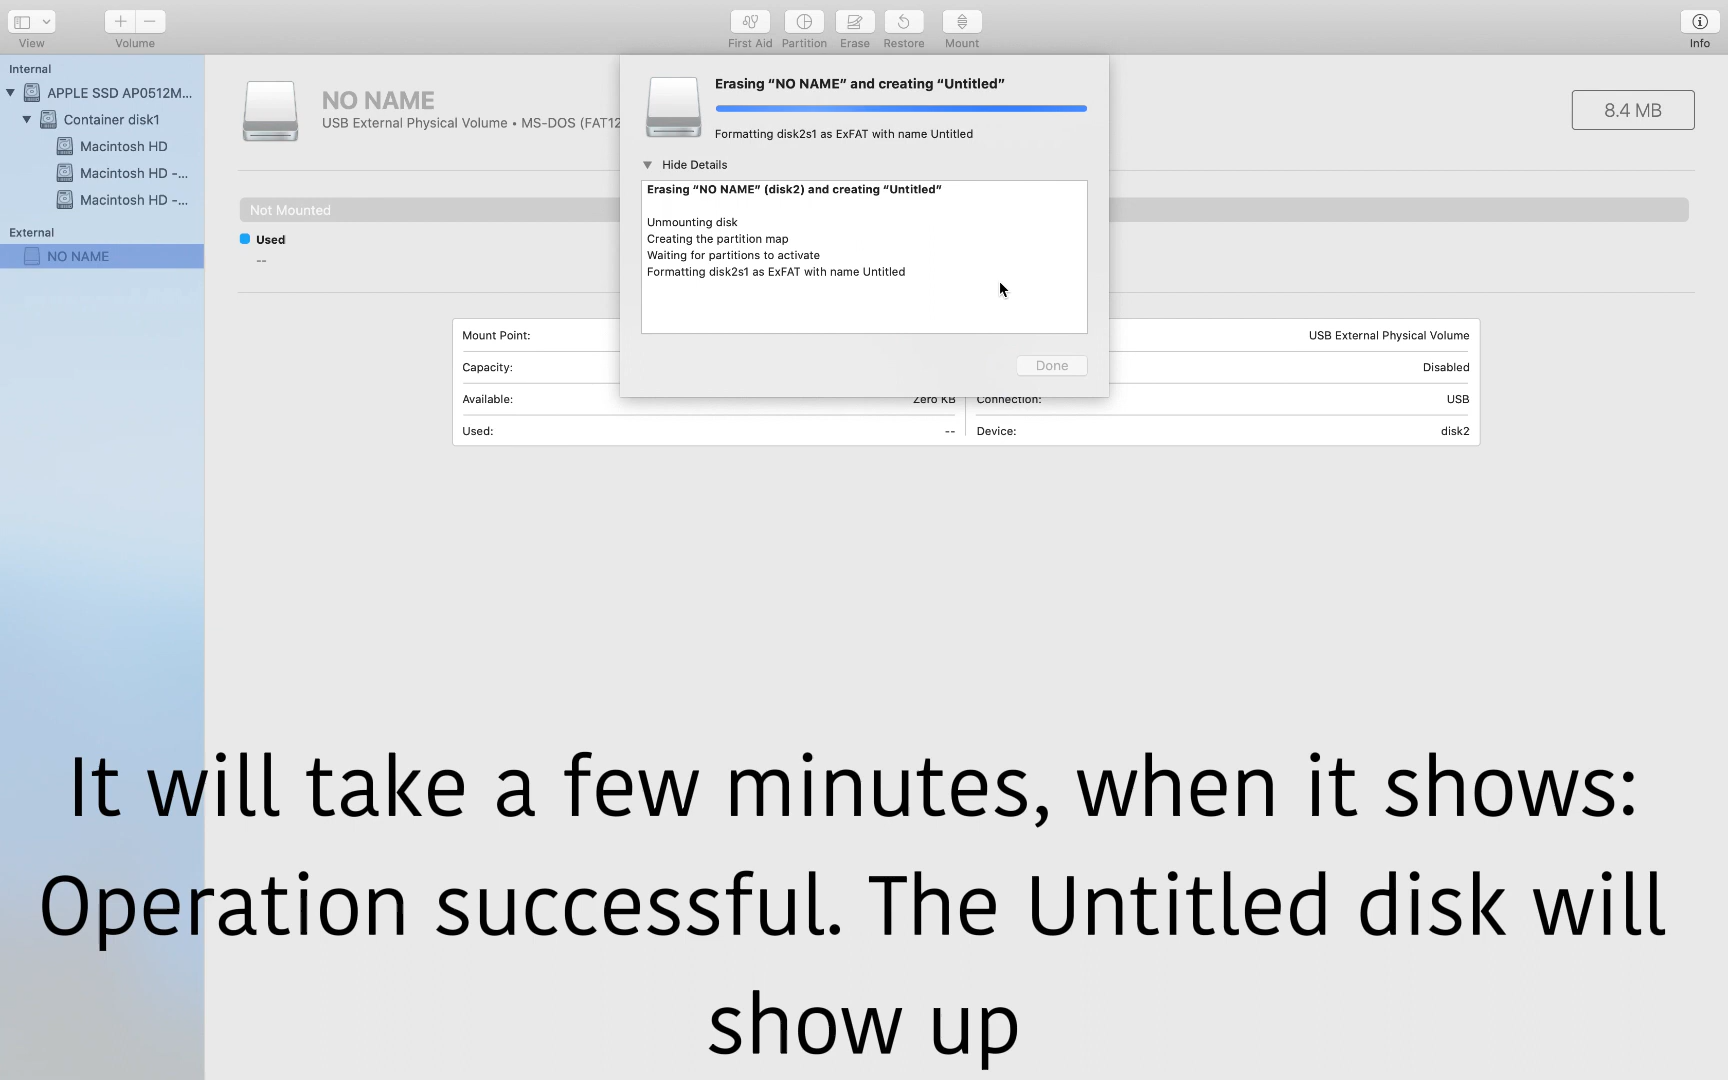 View
Volume
First Aid
Partition
Erase
Restore
Mount
Info
Internal
APPLE SSD AP0512M...
Container disk1
Macintosh HD
Macintosh HD -...
Macintosh HD -...
External
NO NAME
NO NAME
USB External Physical Volume • MS-DOS (FAT12
8.4 MB
Erasing “NO NAME” and creating “Untitled”
Formatting disk2s1 as ExFAT with name Untitled
Hide Details
Erasing “NO NAME” (disk2) and creating “Untitled”
Unmounting disk
Creating the partition map
Waiting for partitions to activate
Formatting disk2s1 as ExFAT with name Untitled
Done
Not Mounted
Used
--
Mount Point:
USB External Physical Volume
Capacity:
Disabled
Available:
Zero KB
Connection:
USB
Used:
--
Device:
disk2
It will take a few minutes, when it shows:
Operation successful. The Untitled disk will
show up